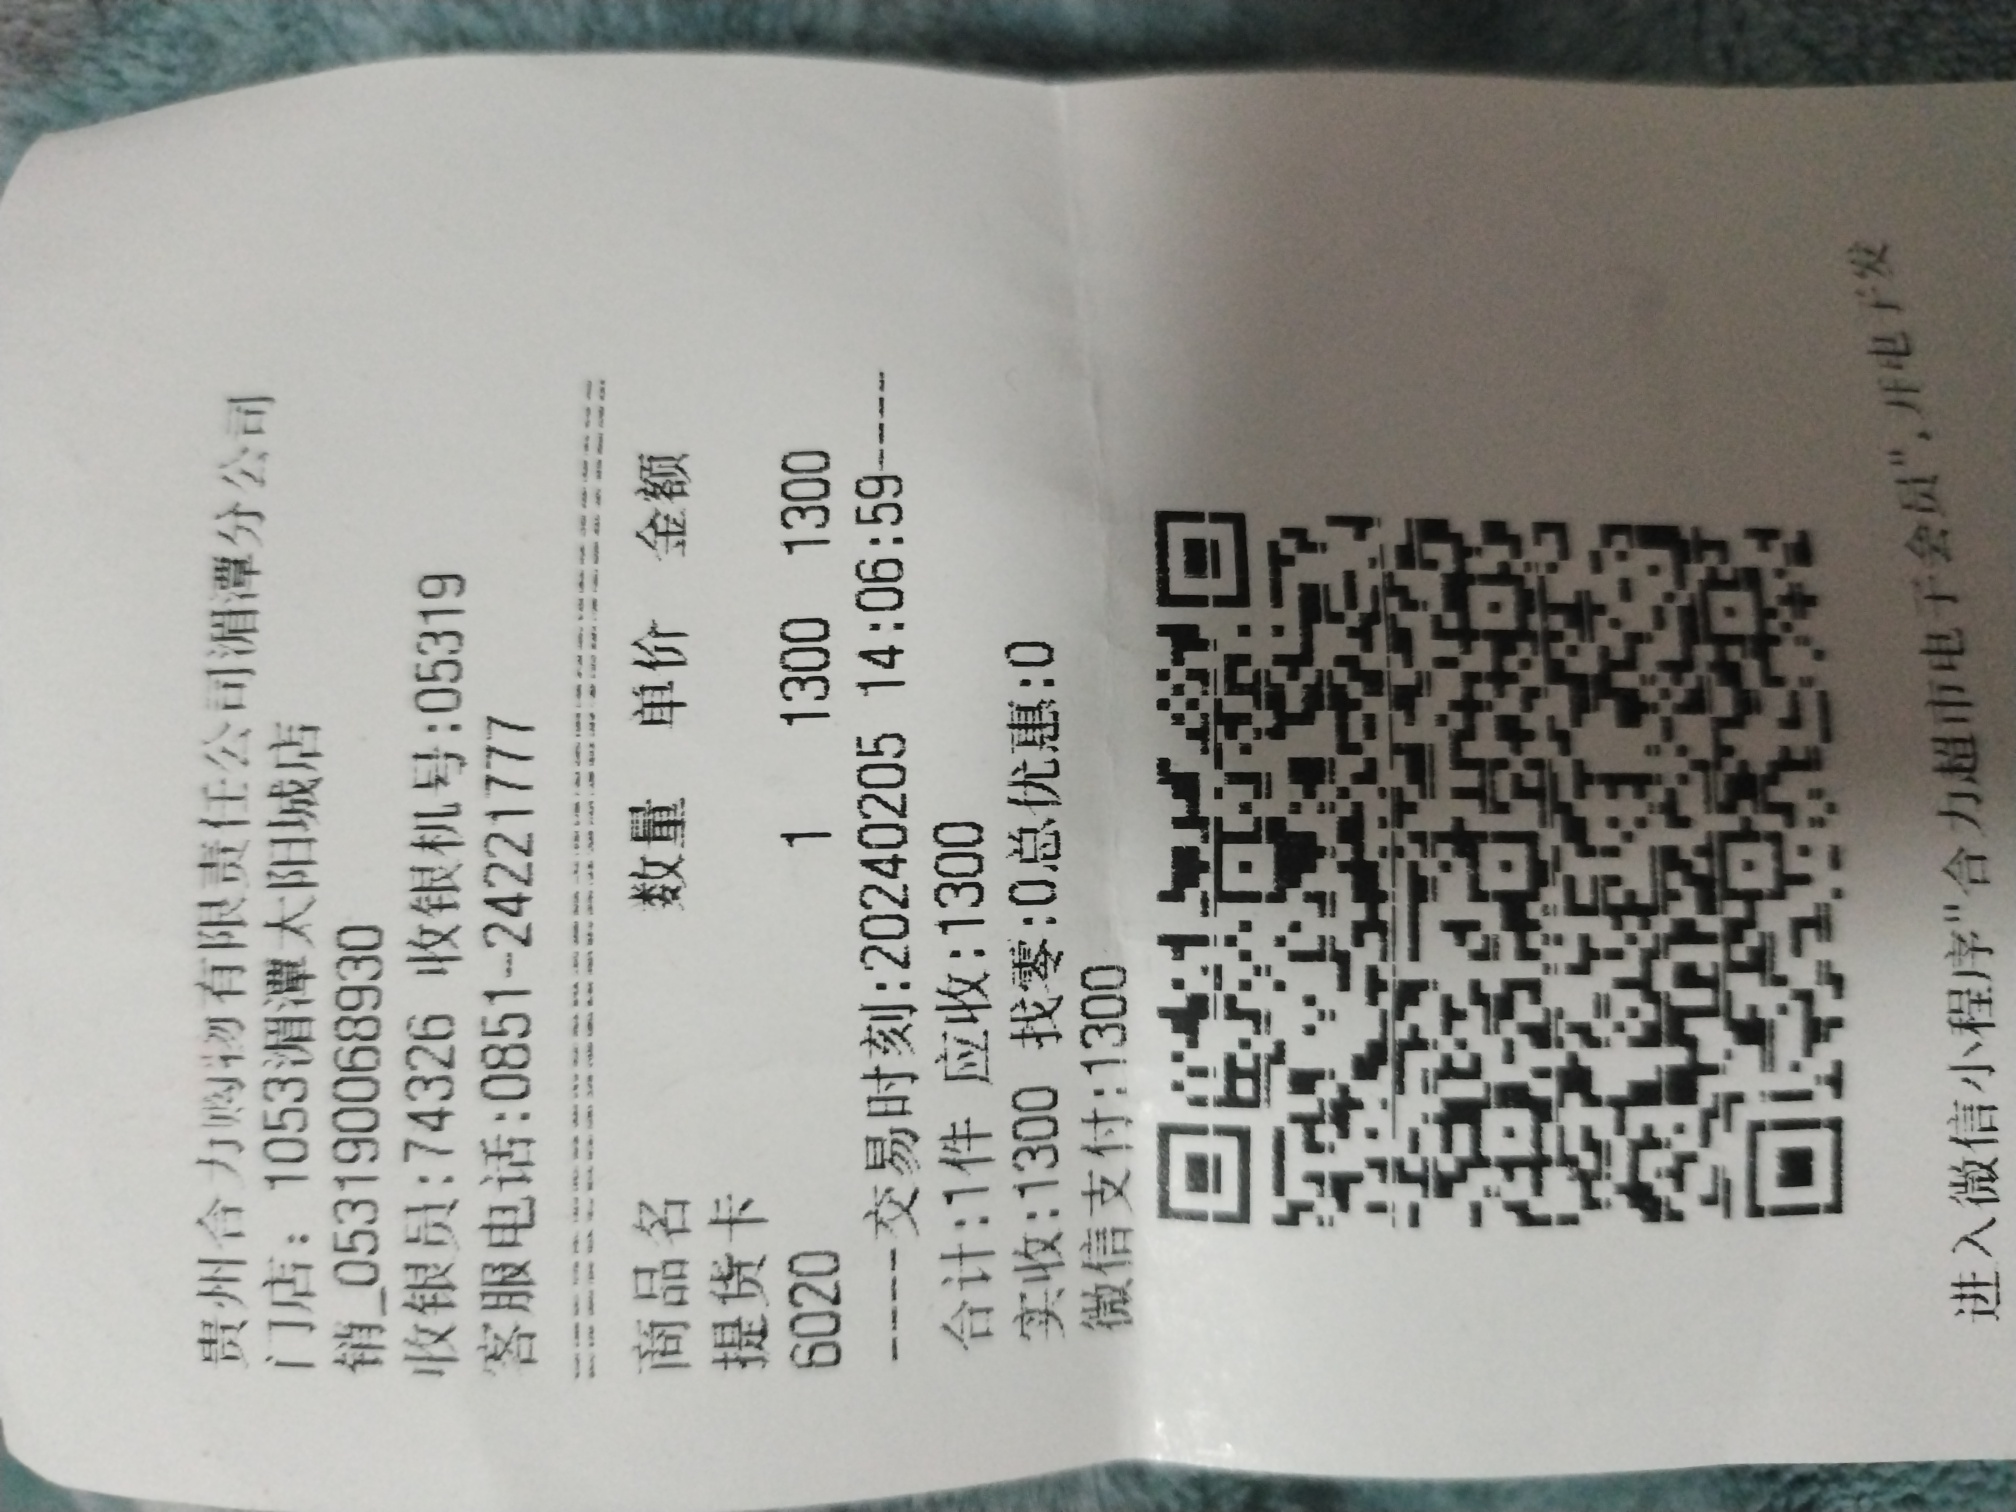 贵州合力购物有限责任公司湄潭分公司
门店: 1053湄潭太阳城店
销_053190068930
收银员:74326 收银机号:05319
客服电话:0851-24221777
商品名 数量 单价 金额
提货卡
6020 1 1300 1300
----交易时刻:20240205 14:06:59----
合计:1件 应收:1300
实收:1300 找零:0总优惠:0
微信支付:1300
进入微信小程序"合力超市电子会员",开电子发